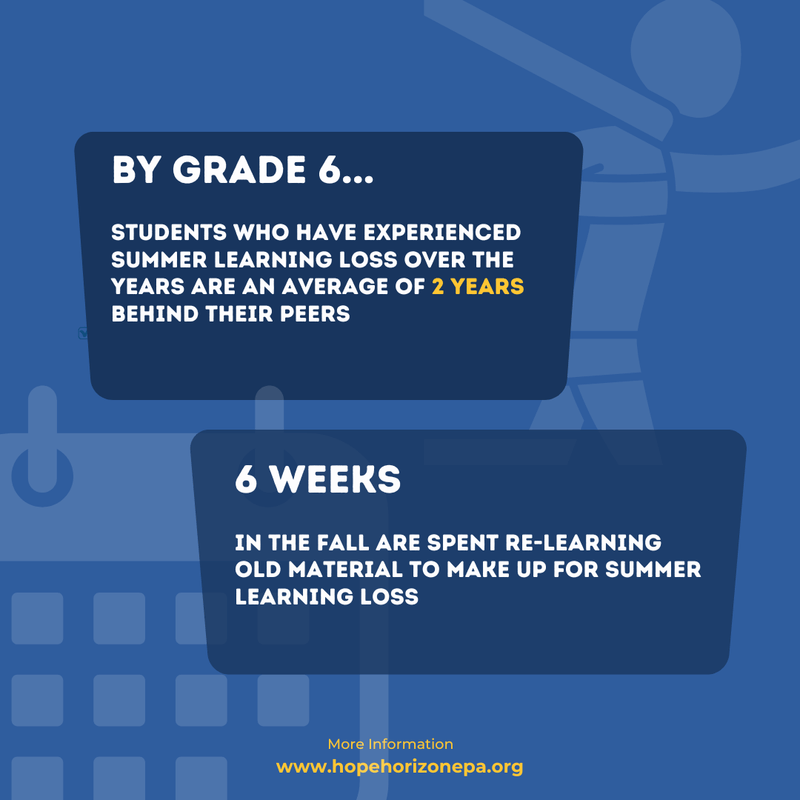 BY GRADE 6...
STUDENTS WHO HAVE EXPERIENCED
SUMMER LEARNING LOSS OVER THE
YEARS ARE AN AVERAGE OF 2 YEARS
BEHIND THEIR PEERS
6 WEEKS
IN THE FALL ARE SPENT RE-LEARNING
OLD MATERIAL TO MAKE UP FOR SUMMER
LEARNING LOSS
More Information
www.hopehorizonepa.org